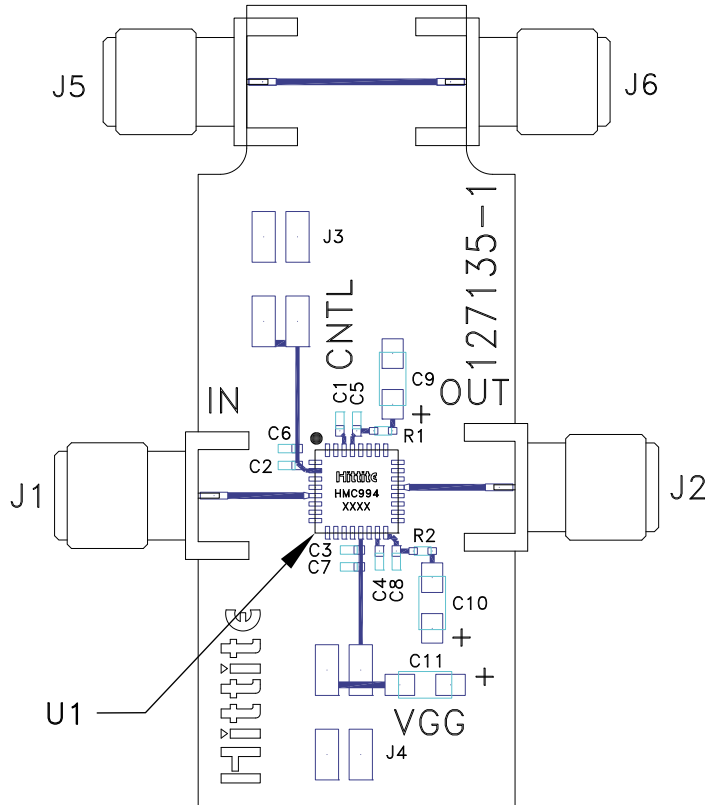 J5
J6
J3
127135-1
CNTL
C1
C5
C9
IN
OUT
+
R1
C6
C2
Hittite
HMC994
XXXX
J1
J2
C3
C7
C4
C8
R2
C10
+
Hittite
C11
+
U1
VGG
J4